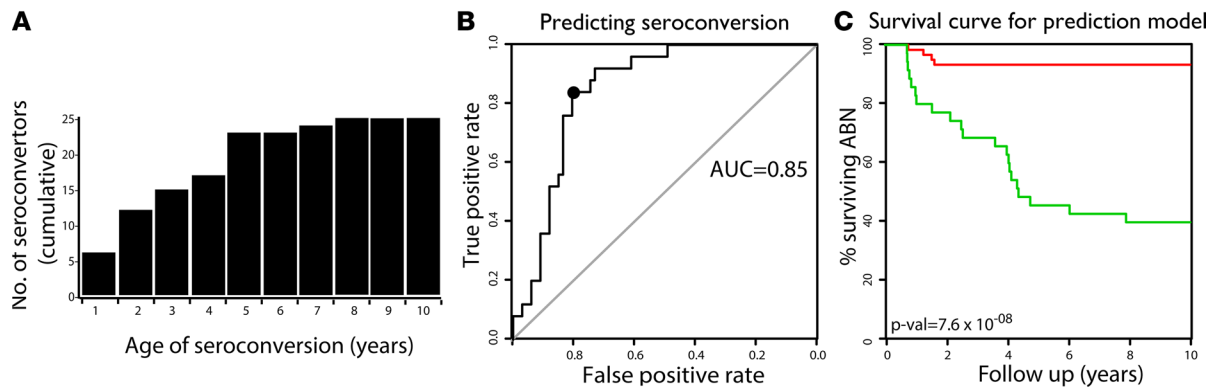 A
No. of seroconvertors
(cumulative)
25
20
15
10
5
0
1 2 3 4 5 6 7 8 9 10
Age of seroconversion (years)
B
Predicting seroconversion
True positive rate
1.0
0.8
0.6
0.4
0.2
0.0
AUC=0.85
0.8 0.6 0.4 0.2 0.0
False positive rate
C
Survival curve for prediction model
% surviving ABN
100
80
60
40
20
0
p-val=7.6 x 10-08
0 2 4 6 8 10
Follow up (years)